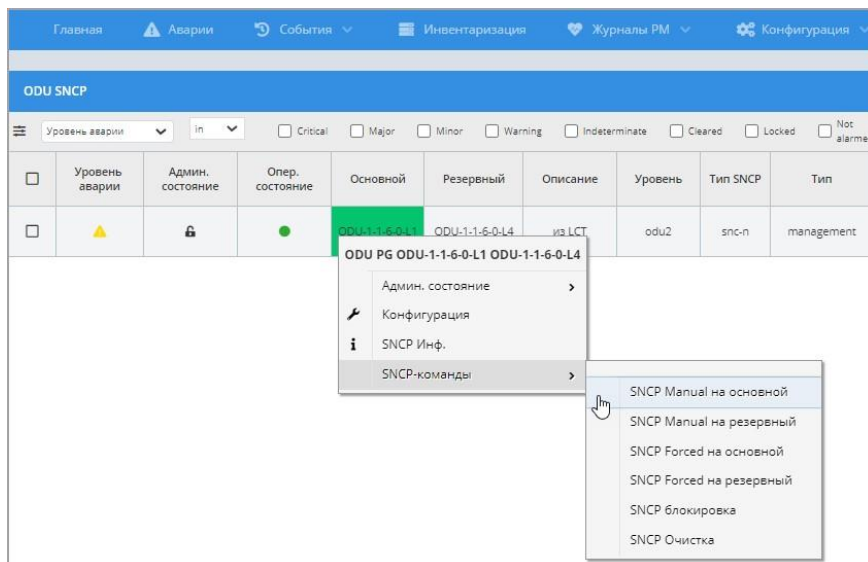 Главная Аварии События Инвентаризация Журналы PM Конфигурация
ODU SNCP
Уровень аварии in Critical Major Minor Warning Indeterminate Cleared Locked Not alarme
Уровень аварии Админ. состояние Опер. состояние Основной Резервный Описание Уровень Тип SNCP Тип
ODU-1-1-6-0-L1 ODU-1-1-6-0-L4 из LCT odu2 snc-n management
ODU PG ODU-1-1-6-0-L1 ODU-1-1-6-0-L4
Админ. состояние
Конфигурация
SNCP Инф.
SNCP-команды
SNCP Manual на основной
SNCP Manual на резервный
SNCP Forced на основной
SNCP Forced на резервный
SNCP блокировка
SNCP Очистка